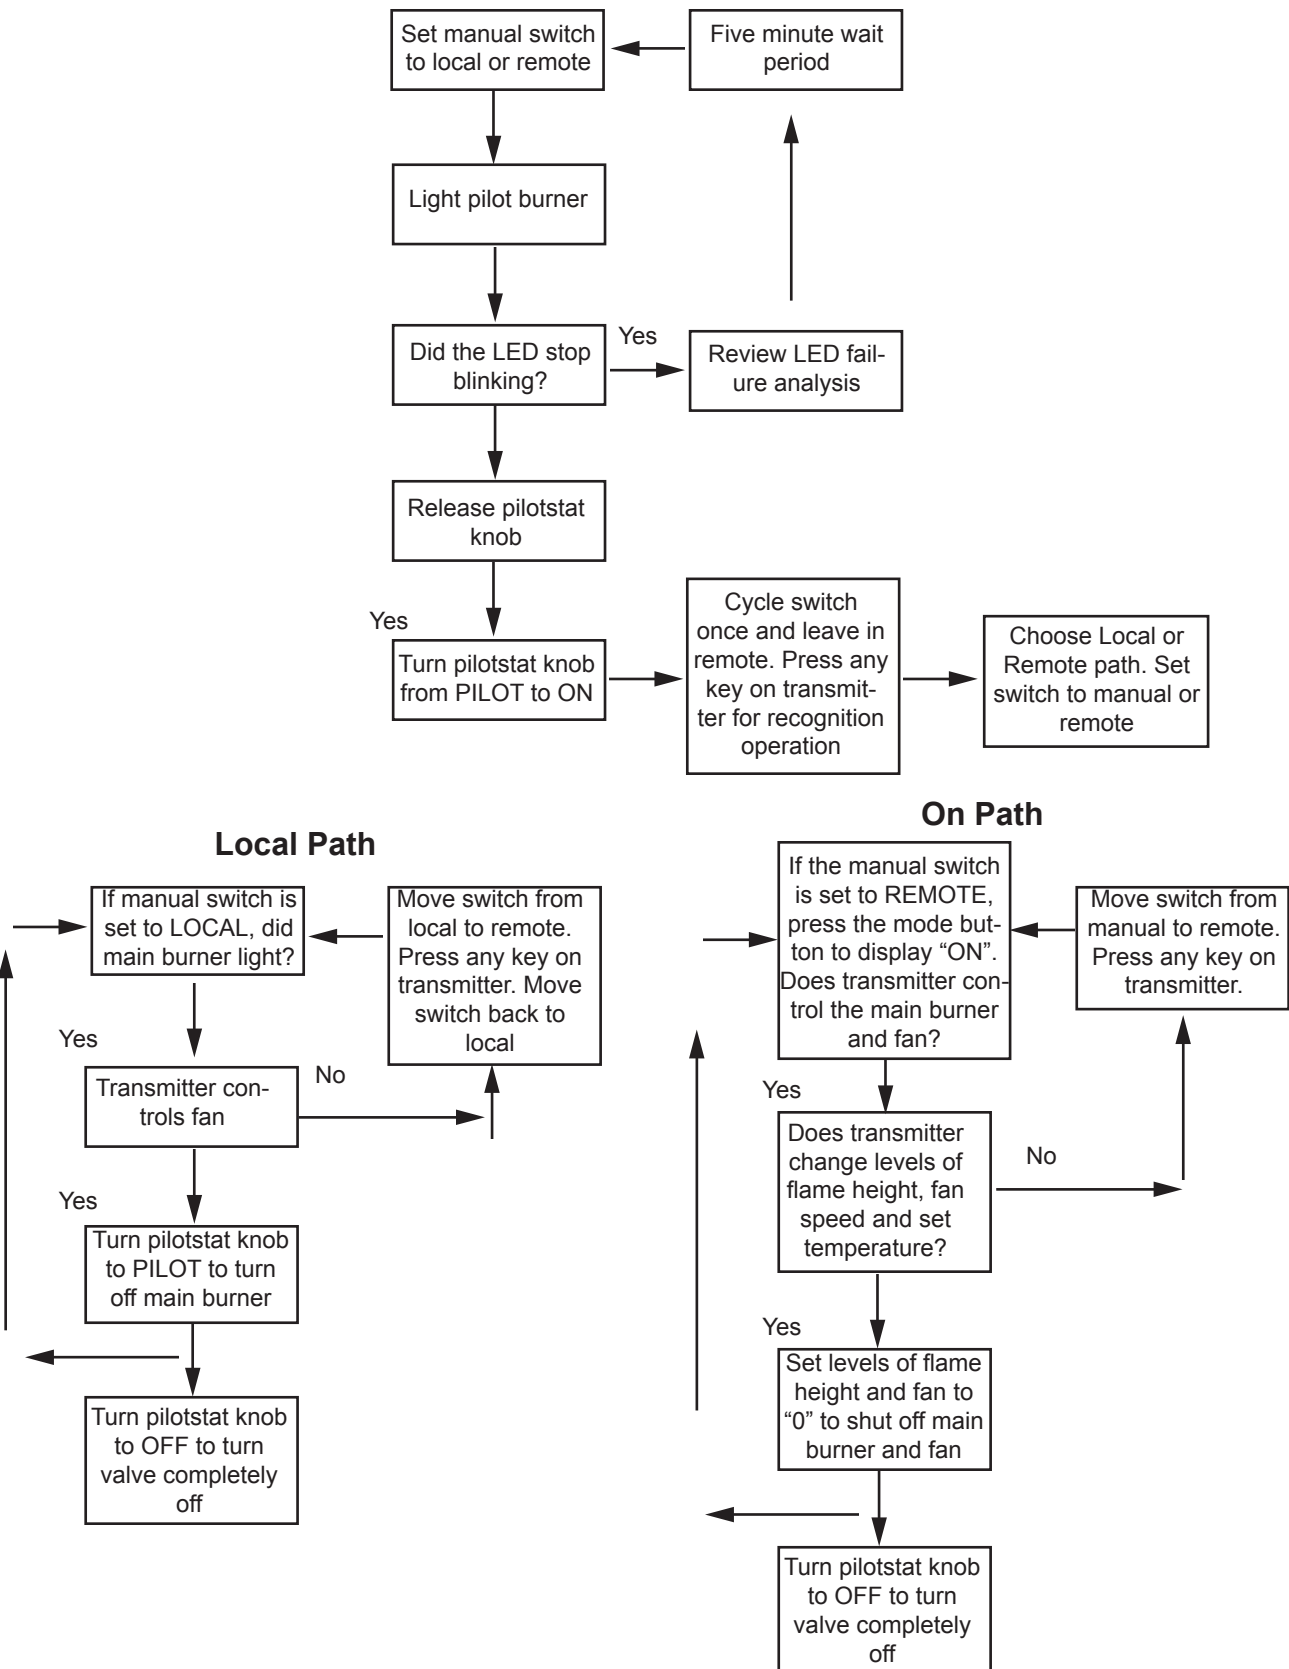 Set manual switch
to local or remote
Five minute wait
period
Light pilot burner
Did the LED stop
blinking?
Yes
Review LED fail-
ure analysis
Release pilotstat
knob
Yes
Turn pilotstat knob
from PILOT to ON
Cycle switch
once and leave in
remote. Press any
key on transmit-
ter for recognition
operation
Choose Local or
Remote path. Set
switch to manual or
remote
Local Path
If manual switch is
set to LOCAL, did
main burner light?
Move switch from
local to remote.
Press any key on
transmitter. Move
switch back to
local
Yes
Transmitter con-
trols fan
No
Yes
Turn pilotstat knob
to PILOT to turn
off main burner
Turn pilotstat knob
to OFF to turn
valve completely
off
On Path
If the manual switch
is set to REMOTE,
press the mode but-
ton to display “ON”.
Does transmitter con-
trol the main burner
and fan?
Move switch from
manual to remote.
Press any key on
transmitter.
Yes
Does transmitter
change levels of
flame height, fan
speed and set
temperature?
No
Yes
Set levels of flame
height and fan to
“0” to shut off main
burner and fan
Turn pilotstat knob
to OFF to turn
valve completely
off